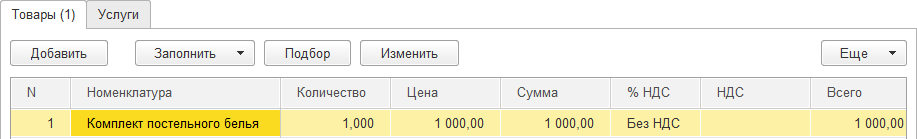 Товары (1) Услуги
Добавить Заполнить Подбор Изменить Еще
N Номенклатура Количество Цена Сумма % НДС НДС Всего
1 Комплект постельного белья 1,000 1 000,00 1 000,00 Без НДС 1 000,00